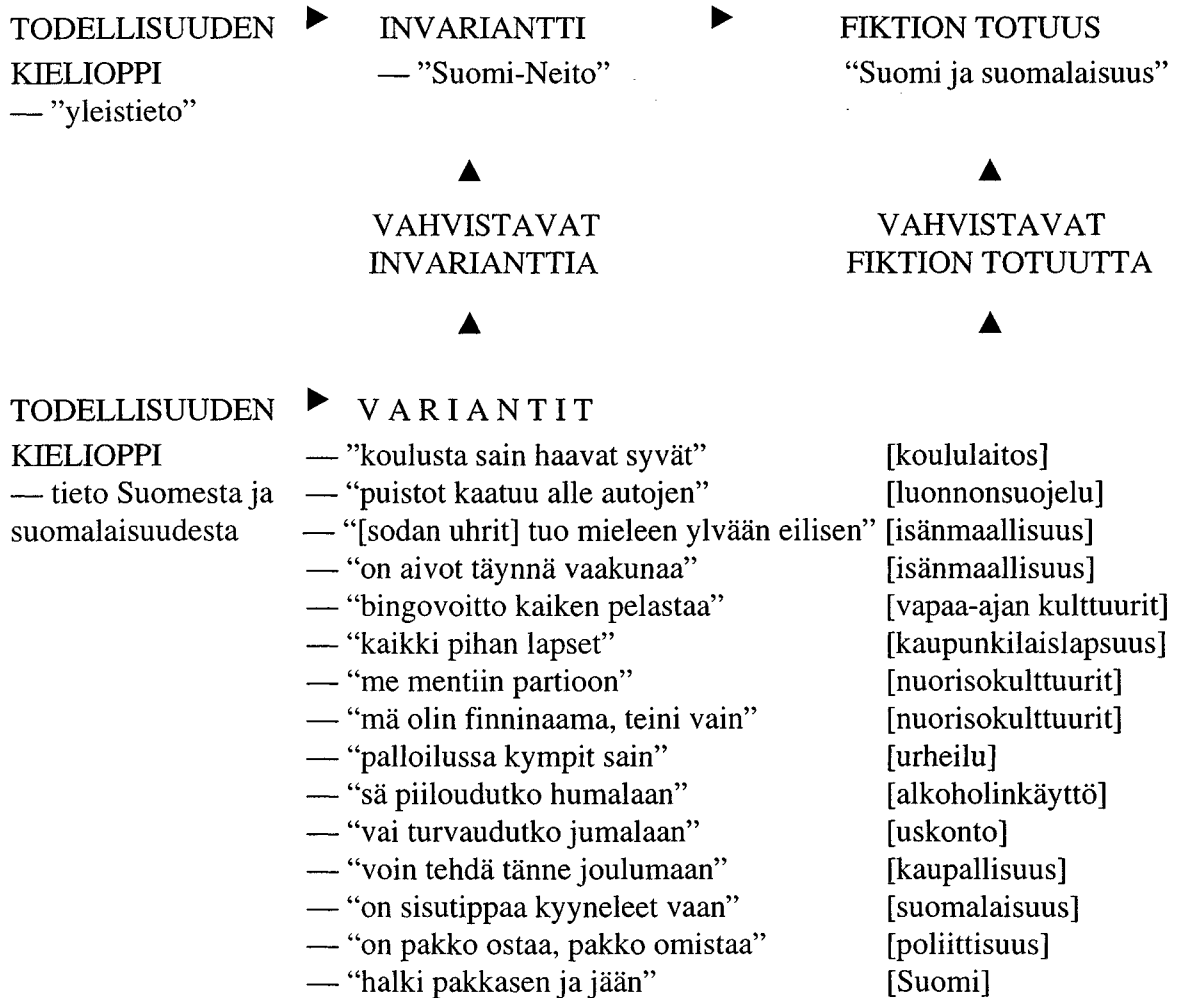 TODELLISUUDEN ► INVARIANTTI ► FIKTION TOTUUS
KIELIOPPI — ”Suomi-Neito” “Suomi ja suomalaisuus”
— ”yleistieto”
▲ ▲
VAHVISTAVAT VAHVISTAVAT
INVARIANTTIA FIKTION TOTUUTTA
▲ ▲
TODELLISUUDEN ► V A R I A N T I T
KIELIOPPI — ”koulusta sain haavat syvät” [koululaitos]
— tieto Suomesta ja — “puistot kaatuu alle autojen” [luonnonsuojelu]
suomalaisuudesta — “[sodan uhrit] tuo mieleen ylvään eilisen” [isänmaallisuus]
— “on aivot täynnä vaakunaa” [isänmaallisuus]
— “bingovoitto kaiken pelastaa” [vapaa-ajan kulttuurit]
— “kaikki pihan lapset” [kaupunkilaislapsuus]
— “me mentiin partioon” [nuorisokulttuurit]
— “mä olin finninaama, teini vain” [nuorisokulttuurit]
— “palloilussa kympit sain” [urheilu]
— “sä piiloudutko humalaan” [alkoholinkäyttö]
— “vai turvaudutko jumalaan” [uskonto]
— “voin tehdä tänne joulumaan” [kaupallisuus]
— “on sisutippaa kyyneleet vaan” [suomalaisuus]
— “on pakko ostaa, pakko omistaa” [poliittisuus]
— “halki pakkasen ja jään” [Suomi]